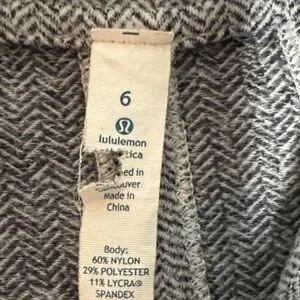 6
lululemon
Made in
China
Body:
60% NYLON
29% POLYESTER
11% LYCRA®
SPANDEX